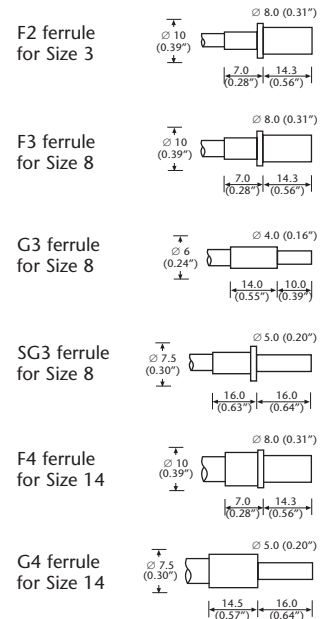 F2 ferrule
for Size 3
∅ 8.0 (0.31")
∅ 10
(0.39")
7.0
(0.28")
14.3
(0.56")
F3 ferrule
for Size 8
∅ 8.0 (0.31")
∅ 10
(0.39")
7.0
(0.28")
14.3
(0.56")
G3 ferrule
for Size 8
∅ 4.0 (0.16")
∅ 6
(0.24")
14.0
(0.55")
10.0
(0.39")
SG3 ferrule
for Size 8
∅ 5.0 (0.20")
∅ 7.5
(0.30")
16.0
(0.63")
16.0
(0.64")
F4 ferrule
for Size 14
∅ 8.0 (0.31")
∅ 10
(0.39")
7.0
(0.28")
14.3
(0.56")
G4 ferrule
for Size 14
∅ 5.0 (0.20")
∅ 7.5
(0.30")
14.5
(0.57")
16.0
(0.64")